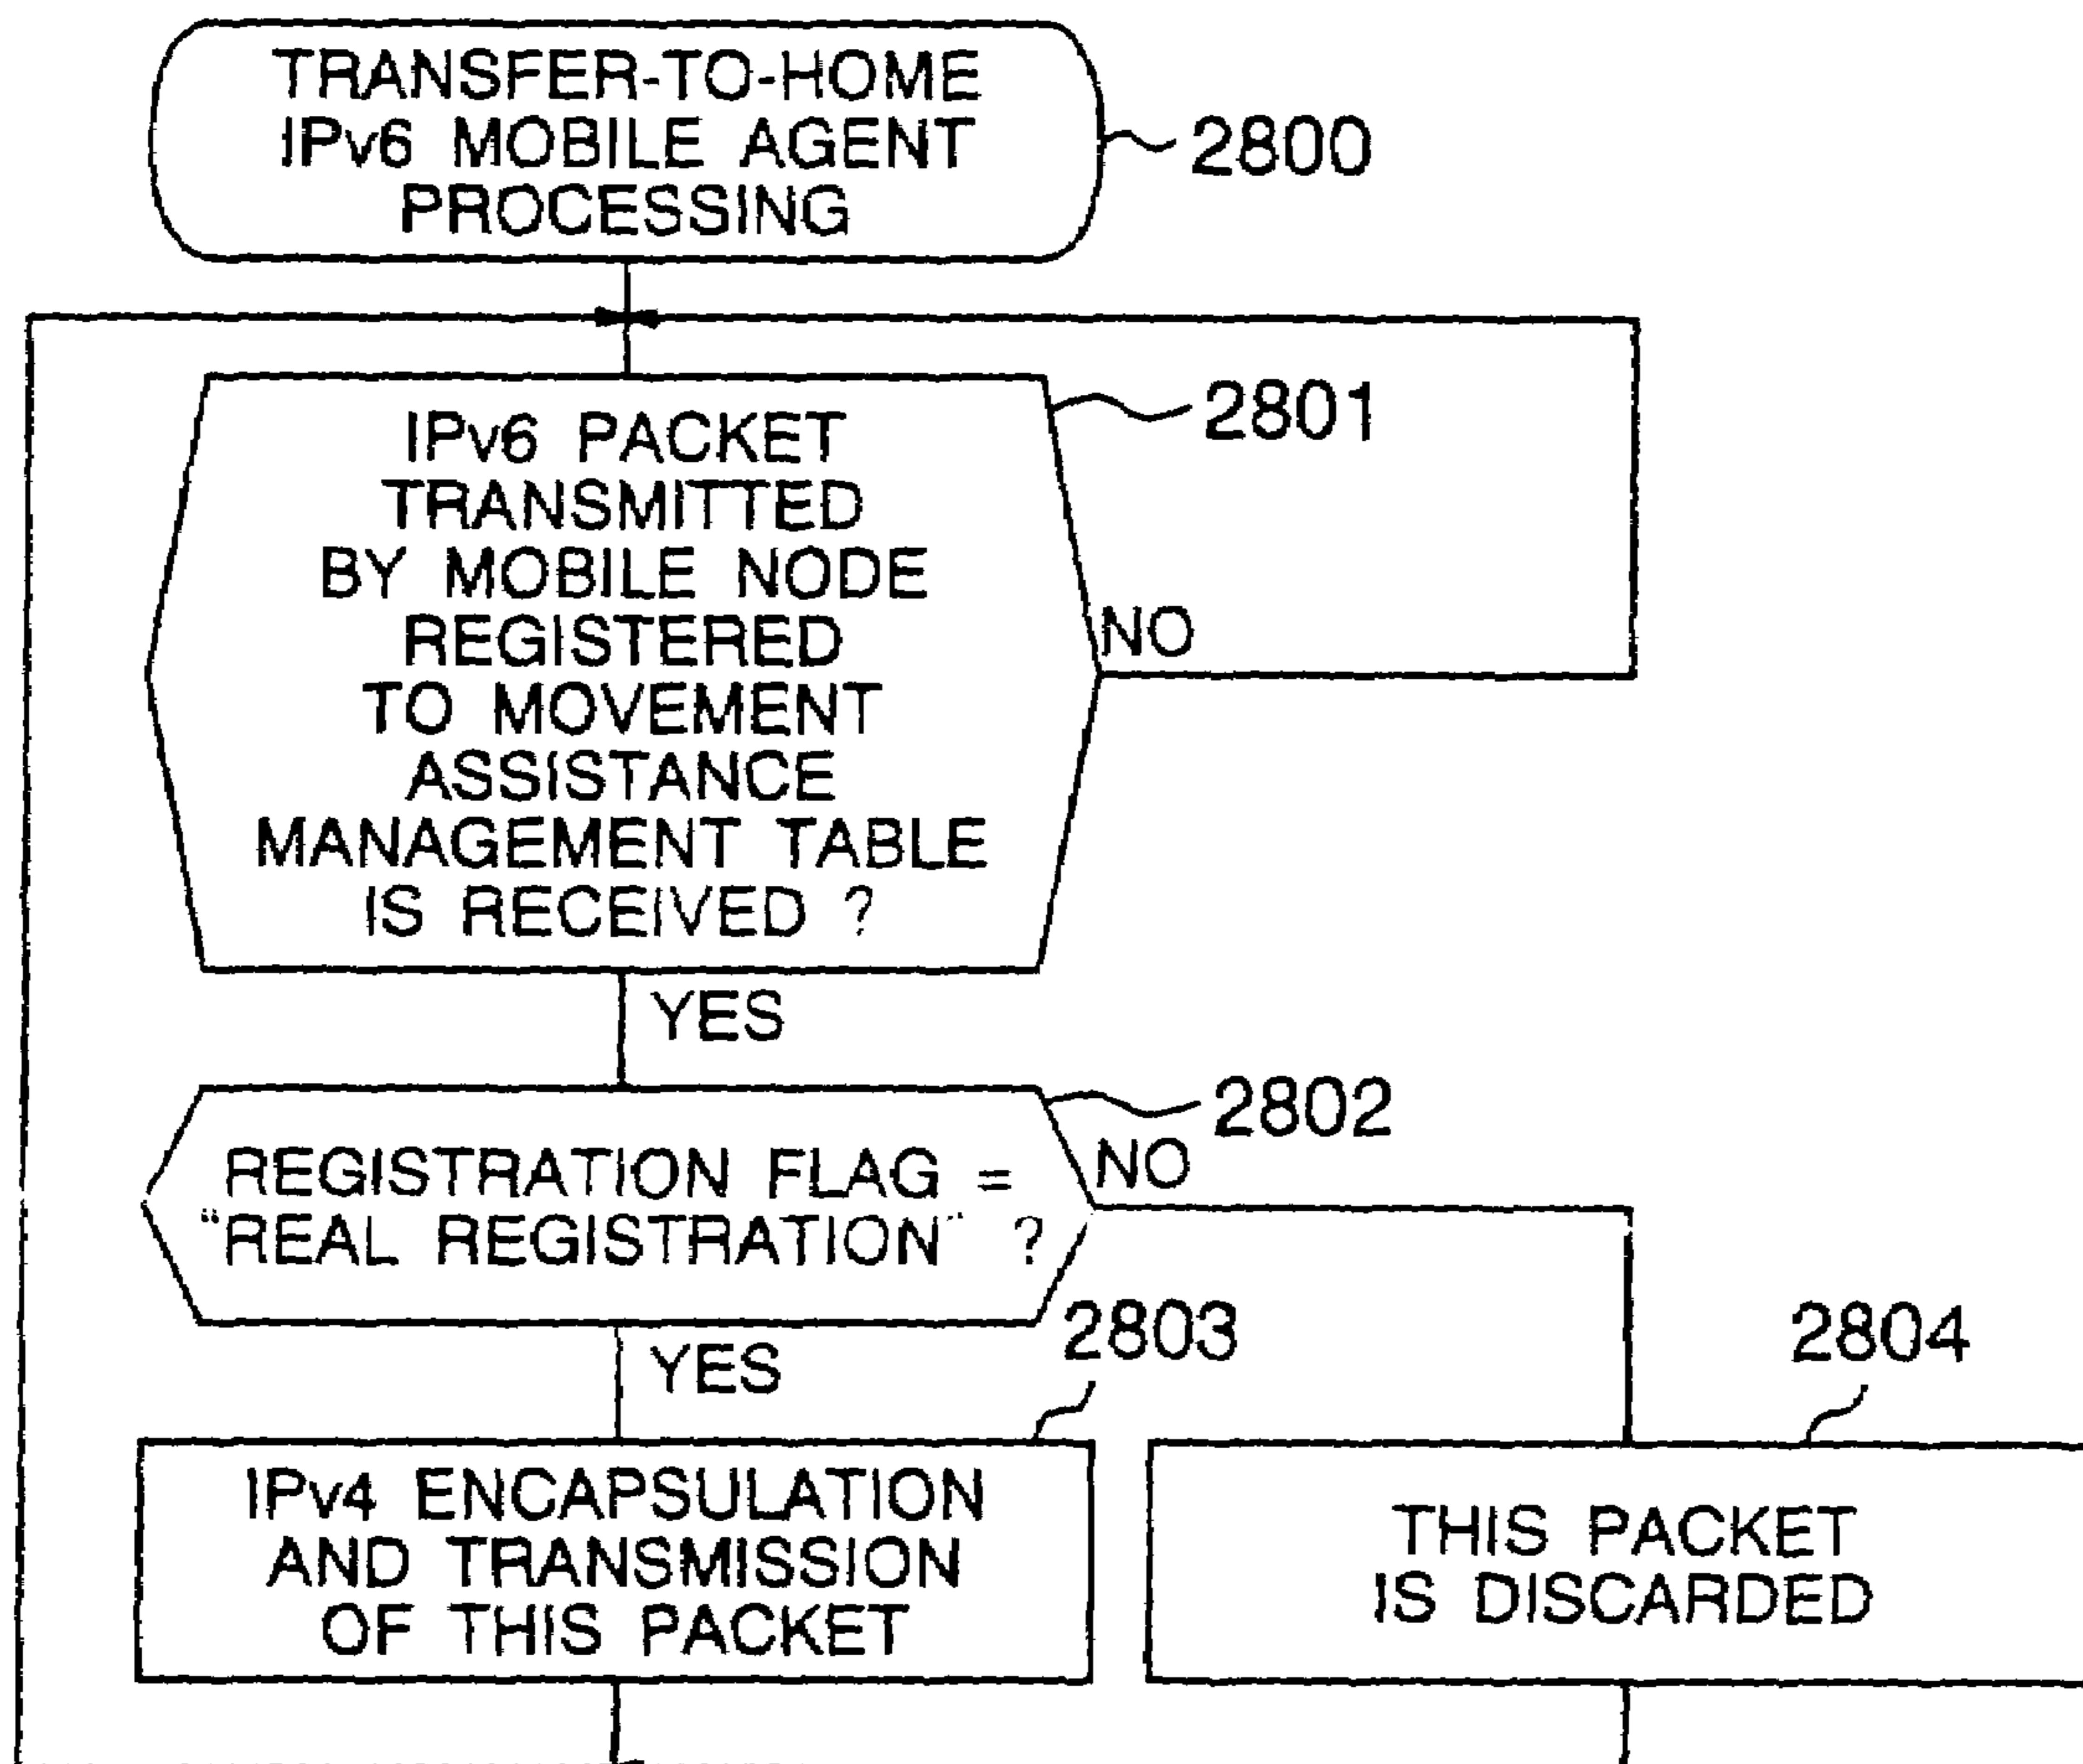 TRANSFER-TO-HOME
IPv6 MOBILE AGENT
PROCESSING
2800
IPv6 PACKET
TRANSMITTED
BY MOBILE NODE
REGISTERED
TO MOVEMENT
ASSISTANCE
MANAGEMENT TABLE
IS RECEIVED ?
2801
NO
YES
REGISTRATION FLAG =
"REAL REGISTRATION" ?
2802
NO
YES
2803
IPv4 ENCAPSULATION
AND TRANSMISSION
OF THIS PACKET
2804
THIS PACKET
IS DISCARDED